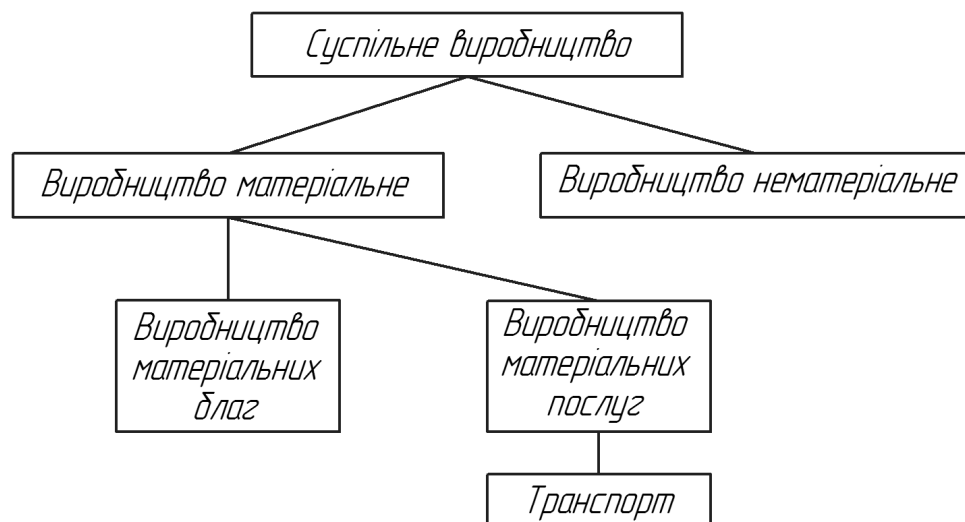 Суспільне виробництво
Виробництво матеріальне
Виробництво нематеріальне
Виробництво
матеріальних
благ
Виробництво
матеріальних
послуг
Транспорт